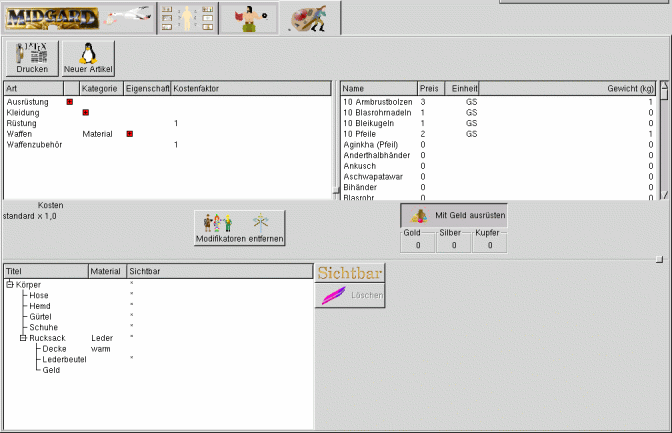 MIDGARD
LATEX
Drucken
Neuer Artikel
Art Kategorie Eigenschaft Kostenfaktor
Ausrüstung
Kleidung
Rüstung 1
Waffen Material
Waffenzubehör 1
Name Preis Einheit Gewicht (kg)
10 Armbrustbolzen 3 GS 1
10 Blasrohrnadeln 1 GS 0
10 Bleikugeln 1 GS 0
10 Pfeile 2 GS 1
Aginkha (Pfeil) 0 0
Anderthalbhänder 0 0
Ankusch 0 0
Aschwapatawar 0 0
Bihänder 0 0
Blasrohr 0 0
Kosten
standard x 1,0
Modifikatoren entfernen
Mit Geld ausrüsten
Gold Silber Kupfer
0 0 0
Titel Material Sichtbar
Körper *
Hose *
Hemd *
Gürtel *
Schuhe *
Rucksack Leder *
Decke warm
Lederbeutel *
Geld
Sichtbar
Löschen